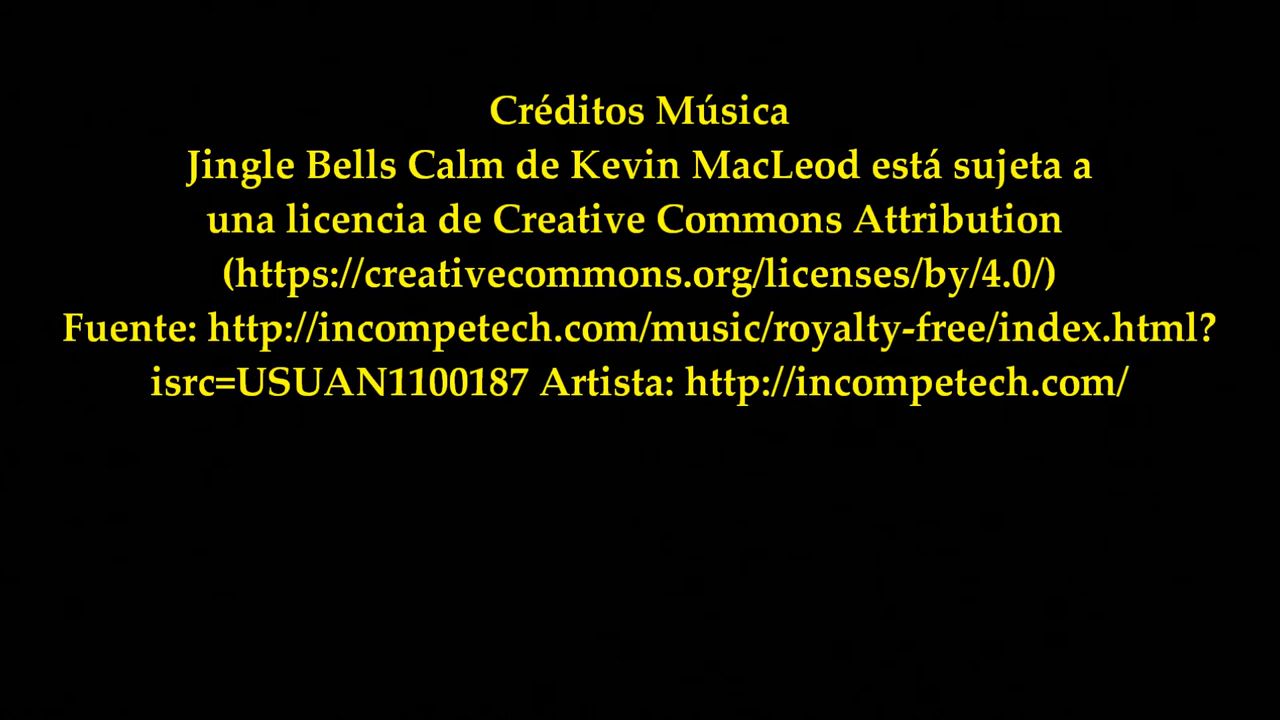 Créditos Música
Jingle Bells Calm de Kevin MacLeod está sujeta a
una licencia de Creative Commons Attribution
(https://creativecommons.org/licenses/by/4.0/)
Fuente: http://incompetech.com/music/royalty-free/index.html?
isrc=USUAN1100187 Artista: http://incompetech.com/